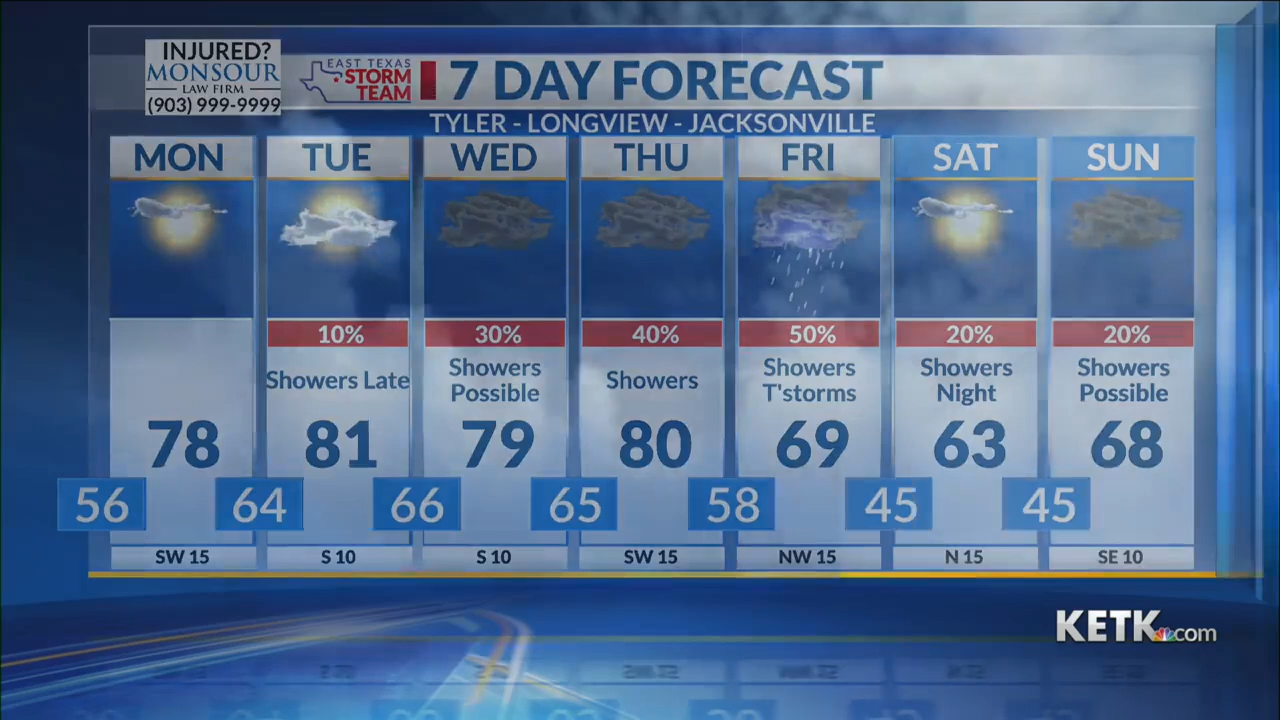 INJURED?
MONSOUR
LAW FIRM
(903) 999-9999
EAST TEXAS
STORM
TEAM
7 DAY FORECAST
TYLER - LONGVIEW - JACKSONVILLE
MON TUE WED THU FRI SAT SUN
10% 30% 40% 50% 20% 20%
Showers Late
Showers
Possible
Showers
Showers
T'storms
Showers
Night
Showers
Possible
78 81 79 80 69 63 68
56 64 66 65 58 45 45
SW 15 S 10 S 10 SW 15 NW 15 N 15 SE 10
KETK.com